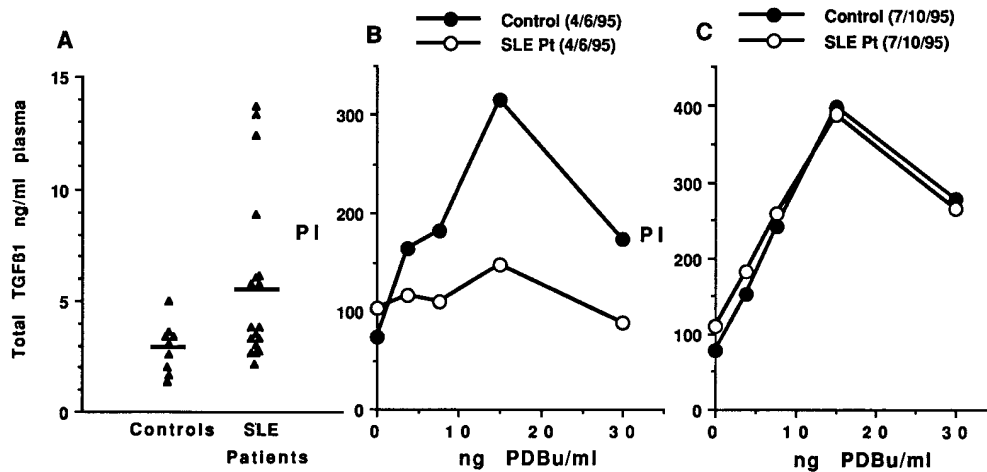 A
Total TGFβ1 ng/ml plasma
15
10
5
0
Controls
SLE
Patients
B
Control (4/6/95)
SLE Pt (4/6/95)
PI
300
200
100
0
0
10
20
30
ng PDBu/ml
C
Control (7/10/95)
SLE Pt (7/10/95)
PI
400
300
200
100
0
0
10
20
30
ng PDBu/ml